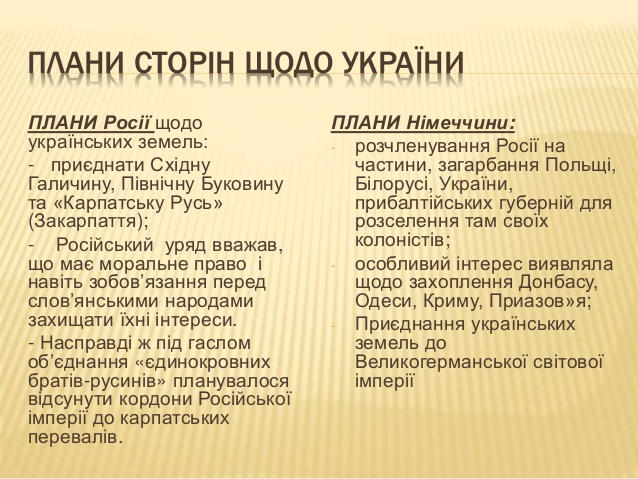 ПЛАНИ СТОРІН ЩОДО УКРАЇНИ
ПЛАНИ Росії щодо
українських земель:
- приєднати Східну
Галичину, Північну Буковину
та «Карпатську Русь»
(Закарпаття);
- Російський уряд вважав,
що має моральне право і
навіть зобов’язання перед
слов’янськими народами
захищати їхні інтереси.
- Насправді ж під гаслом
об’єднання «єдинокровних
братів-русинів» планувалося
відсунути кордони Російської
імперії до карпатських
перевалів.
ПЛАНИ Німеччини:
- розчленування Росії на
частини, загарбання Польщі,
Білорусі, України,
прибалтійських губерній для
розселення там своїх
колоністів;
- особливий інтерес виявляла
щодо захоплення Донбасу,
Одеси, Криму, Приазов»я;
- Приєднання українських
земель до
Великогерманської світової
імперії